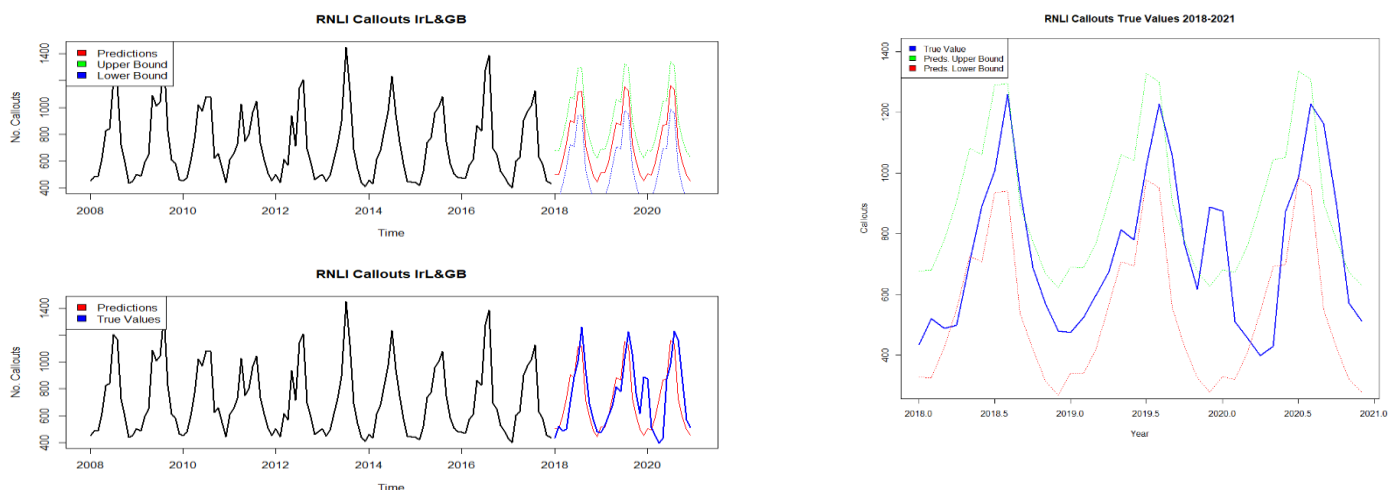 RNLI Callouts IrL&GB
No. Callouts
1400
1000
800
600
400
Predictions
Upper Bound
Lower Bound
2008
2010
2012
2014
2016
2018
2020
Time
RNLI Callouts IrL&GB
No. Callouts
1400
1000
800
600
400
Predictions
True Values
2008
2010
2012
2014
2016
2018
2020
Time
RNLI Callouts True Values 2018-2021
Callouts
1400
1200
1000
800
600
400
True Value
Preds. Upper Bound
Preds. Lower Bound
2018.0
2018.5
2019.0
2019.5
2020.0
2020.5
2021.0
Year